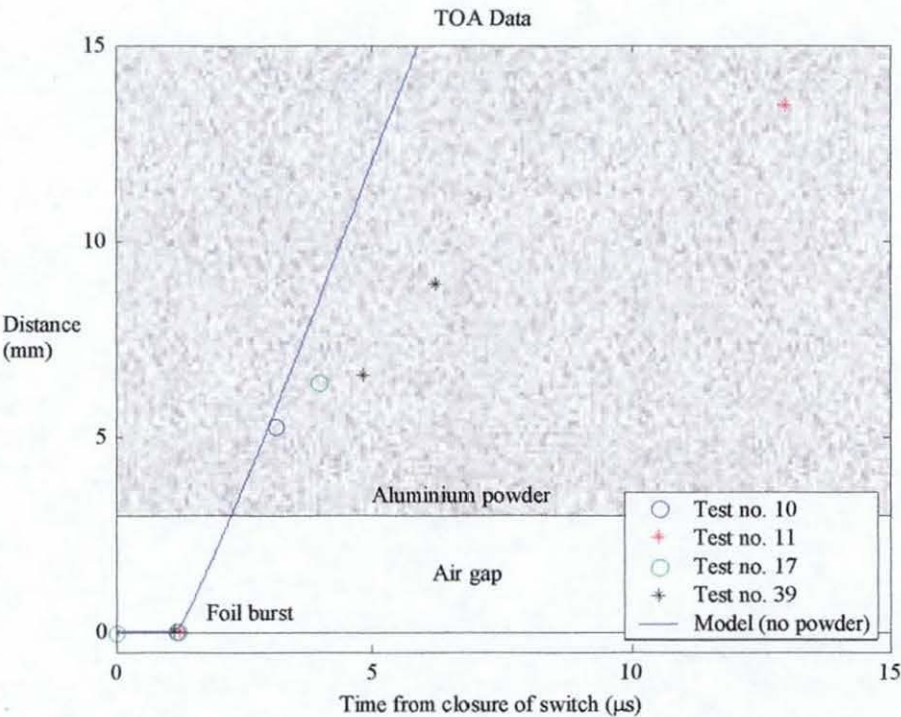 TOA Data
15
10
Distance
(mm)
5
Aluminium powder
Test no. 10
Test no. 11
Air gap
Test no. 17
Test no. 39
Foil burst
Model (no powder)
0
0
5
10
15
Time from closure of switch (μs)